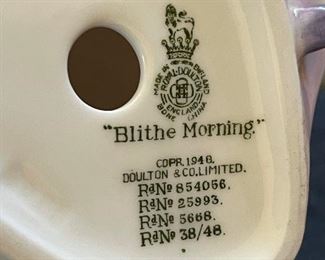 MADE IN ENGLAND
ROYAL DOULTON
ENGLAND
BONE CHINA
"Blithe Morning."
COPR. 1948.
DOULTON & CO. LIMITED.
RdNo 854056.
RdNo 25993.
RdNo 5668.
RdNo 38/48.